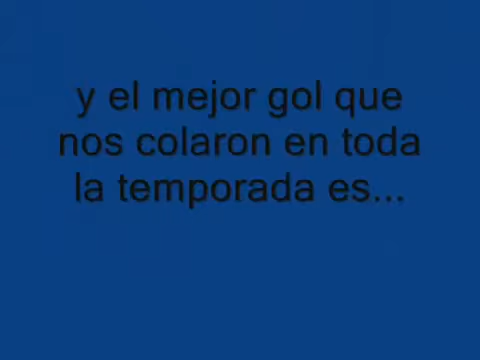 y el mejor gol que
nos colaron en toda
la temporada es...